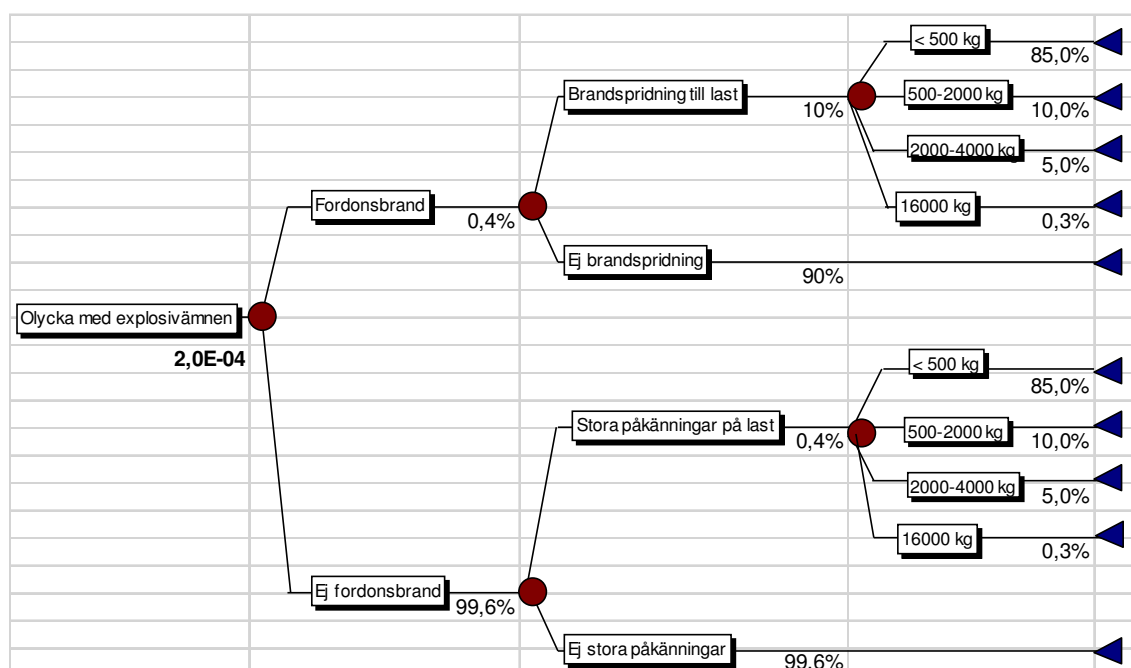 < 500 kg
85,0%
Brandspridning till last
10%
500-2000 kg
10,0%
2000-4000 kg
5,0%
Fordonsbrand
0,4%
16000 kg
0,3%
Ej brandspridning
90%
Olycka med explosivämnen
2,0E-04
< 500 kg
85,0%
Stora påkänningar på last
0,4%
500-2000 kg
10,0%
2000-4000 kg
5,0%
16000 kg
0,3%
Ej fordonsbrand
99,6%
Ej stora påkänningar
99,6%